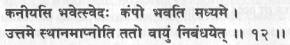 कनीयसि भवेत्स्वेदः कंपो भवति मध्यमे ।
उत्तमे स्थानमाप्नोति ततो वायुं निबंधयेत् ॥ १२ ॥